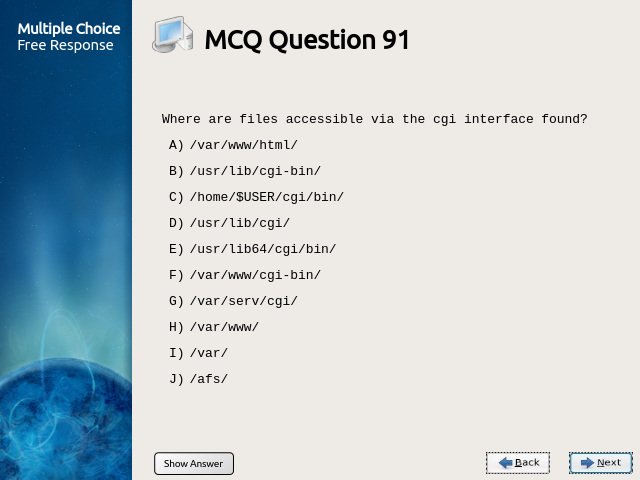 Multiple Choice
Free Response
MCQ Question 91
Where are files accessible via the cgi interface found?
A) /var/www/html/
B) /usr/lib/cgi-bin/
C) /home/$USER/cgi/bin/
D) /usr/lib/cgi/
E) /usr/lib64/cgi/bin/
F) /var/www/cgi-bin/
G) /var/serv/cgi/
H) /var/www/
I) /var/
J) /afs/
Show Answer
Back
Next